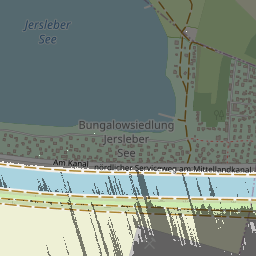 Jersleber
See
Bungalowsiedlung
Jersleber
See
Am Kanal
nördlicher Serviceweg am Mittellandkanal